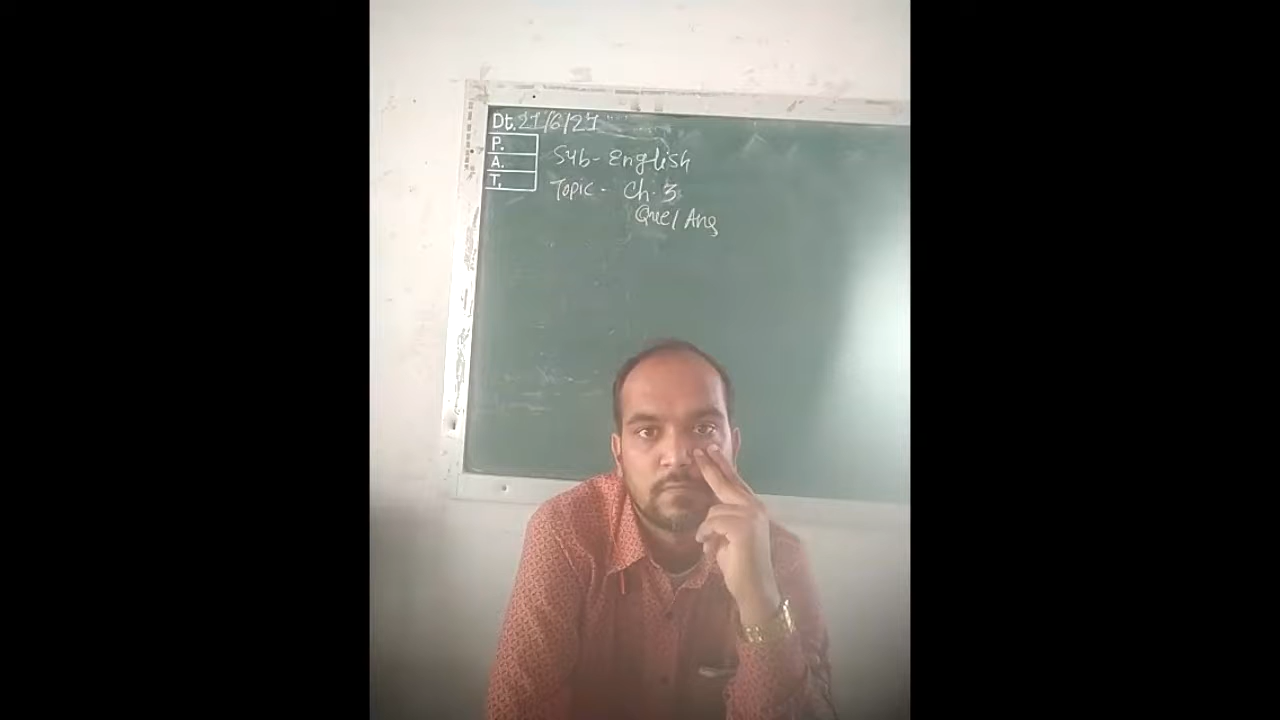 Dt. 21/6/21
P.
A.
T.
Sub - English
Topic - Ch. 3
Que/Ans